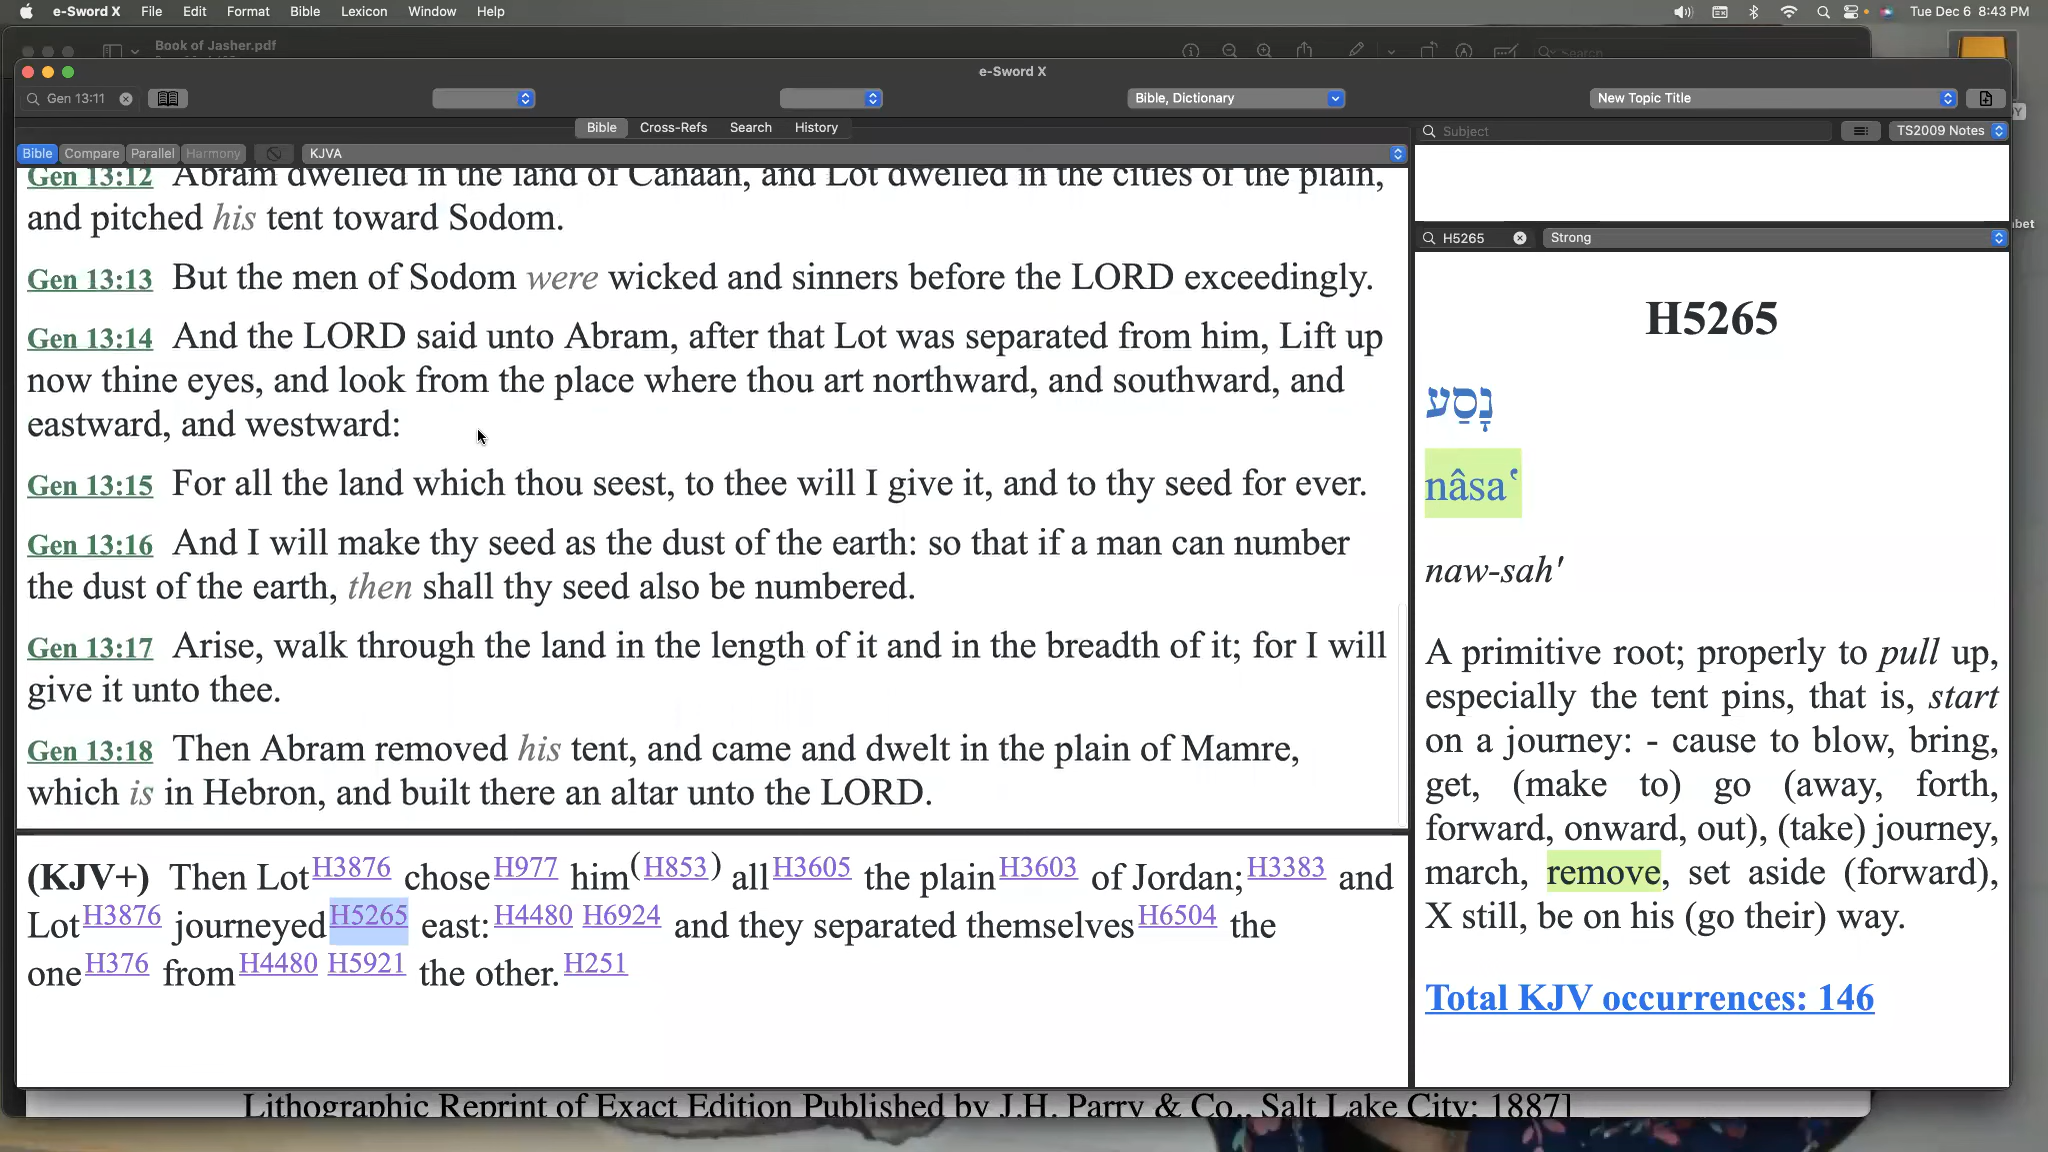 e-Sword X File Edit Format Bible Lexicon Window Help Tue Dec 6 8:43 PM
Book of Jasher.pdf
Search
e-Sword X
Gen 13:11 Bible, Dictionary New Topic Title
Bible Cross-Refs Search History
Subject TS2009 Notes
Bible Compare Parallel Harmony KJVA
Gen 13:12 Abram dwelled in the land of Canaan, and Lot dwelled in the cities of the plain,
and pitched his tent toward Sodom.
Gen 13:13 But the men of Sodom were wicked and sinners before the LORD exceedingly.
Gen 13:14 And the LORD said unto Abram, after that Lot was separated from him, Lift up
now thine eyes, and look from the place where thou art northward, and southward, and
eastward, and westward:
Gen 13:15 For all the land which thou seest, to thee will I give it, and to thy seed for ever.
Gen 13:16 And I will make thy seed as the dust of the earth: so that if a man can number
the dust of the earth, then shall thy seed also be numbered.
Gen 13:17 Arise, walk through the land in the length of it and in the breadth of it; for I will
give it unto thee.
Gen 13:18 Then Abram removed his tent, and came and dwelt in the plain of Mamre,
which is in Hebron, and built there an altar unto the LORD.
(KJV+) Then Lot H3876 chose H977 him (H853) all H3605 the plain H3603 of Jordan; H3383 and
Lot H3876 journeyed H5265 east: H4480 H6924 and they separated themselves H6504 the
one H376 from H4480 H5921 the other. H251
H5265 Strong
H5265
נָסַע
nâsa‛
naw-sah'
A primitive root; properly to pull up,
especially the tent pins, that is, start
on a journey: - cause to blow, bring,
get, (make to) go (away, forth,
forward, onward, out), (take) journey,
march, remove, set aside (forward),
X still, be on his (go their) way.
Total KJV occurrences: 146
Lithographic Reprint of Exact Edition Published by J.H. Parry & Co., Salt Lake City: 1887]